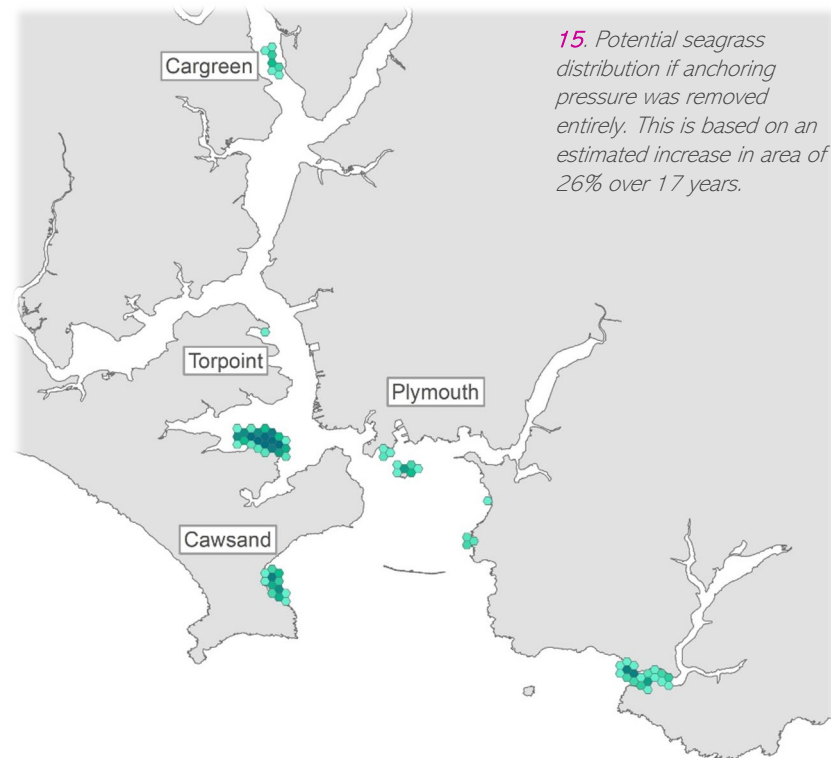 15. Potential seagrass
distribution if anchoring
pressure was removed
entirely. This is based on an
estimated increase in area of
26% over 17 years.
Cargreen
Torpoint
Plymouth
Cawsand